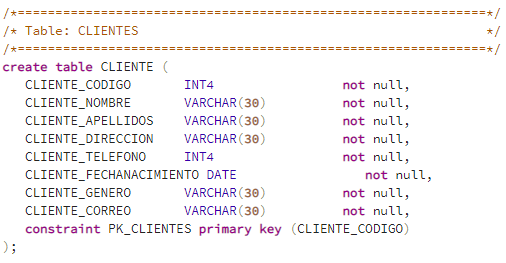 /*==============================================================*/
/* Table: CLIENTES                                              */
/*==============================================================*/
create table CLIENTE (
   CLIENTE_CODIGO       INT4                 not null,
   CLIENTE_NOMBRE       VARCHAR(30)          not null,
   CLIENTE_APELLIDOS    VARCHAR(30)          not null,
   CLIENTE_DIRECCION    VARCHAR(30)          not null,
   CLIENTE_TELEFONO     INT4                 not null,
   CLIENTE_FECHANACIMIENTO DATE                 not null,
   CLIENTE_GENERO       VARCHAR(30)          not null,
   CLIENTE_CORREO       VARCHAR(30)          not null,
   constraint PK_CLIENTES primary key (CLIENTE_CODIGO)
);